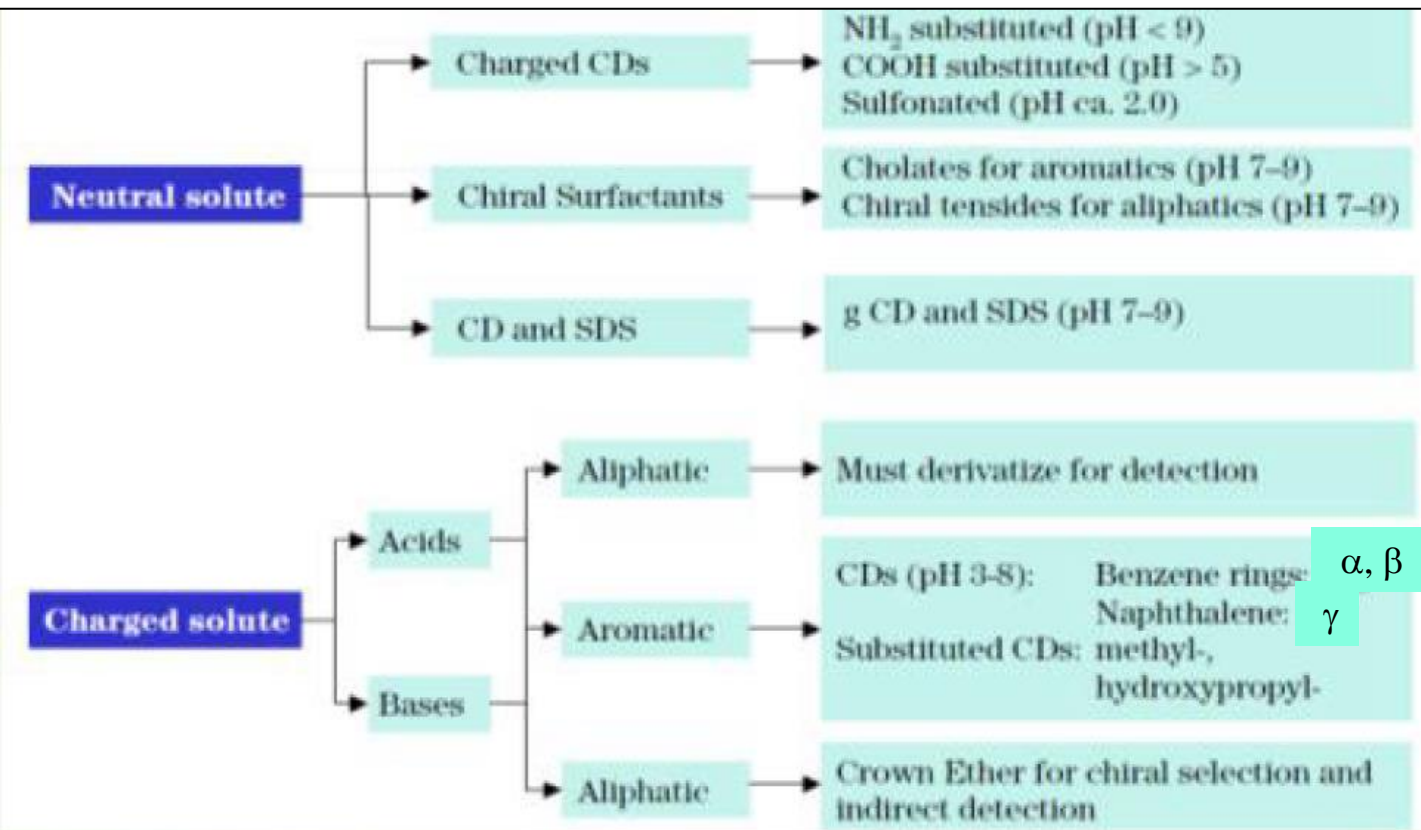 NH₂ substituted (pH < 9)
Charged CDs
COOH substituted (pH > 5)
Sulfonated (pH ca. 2.0)
Neutral solute
Chiral Surfactants
Cholates for aromatics (pH 7–9)
Chiral tensides for aliphatics (pH 7–9)
CD and SDS
g CD and SDS (pH 7–9)
Charged solute
Acids
Bases
Aliphatic
Must derivatize for detection
Aromatic
CDs (pH 3-8): Benzene rings: α, β
Naphthalene: γ
Substituted CDs: methyl-,
hydroxypropyl-
Aliphatic
Crown Ether for chiral selection and
indirect detection